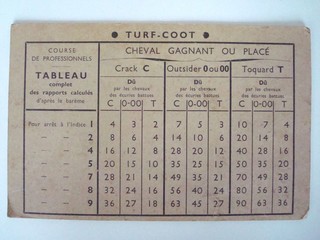 ● TURF-COOT ●
COURSE
DE PROFESSIONNELS
TABLEAU
complet
des rapports calculés
d'après le barème
CHEVAL GAGNANT OU PLACÉ
Crack C Outsider 0 ou 00 Toquard T
Dû Dû Dû
par les chevaux par les chevaux par les chevaux
des écuries battues des écuries battues des écuries battues
C 0-00 T C 0-00 T C 0-00 T
Pour arrêt à l'indice 1 4 3 2 7 5 3 10 7 4
— — 2 8 6 4 14 10 6 20 14 8
— — 4 16 12 8 28 20 12 40 28 16
— — 5 20 15 10 35 25 15 50 35 20
— — 7 28 21 14 49 35 21 70 49 28
— — 8 32 24 16 56 40 24 80 56 32
— — 9 36 27 18 63 45 27 90 63 36